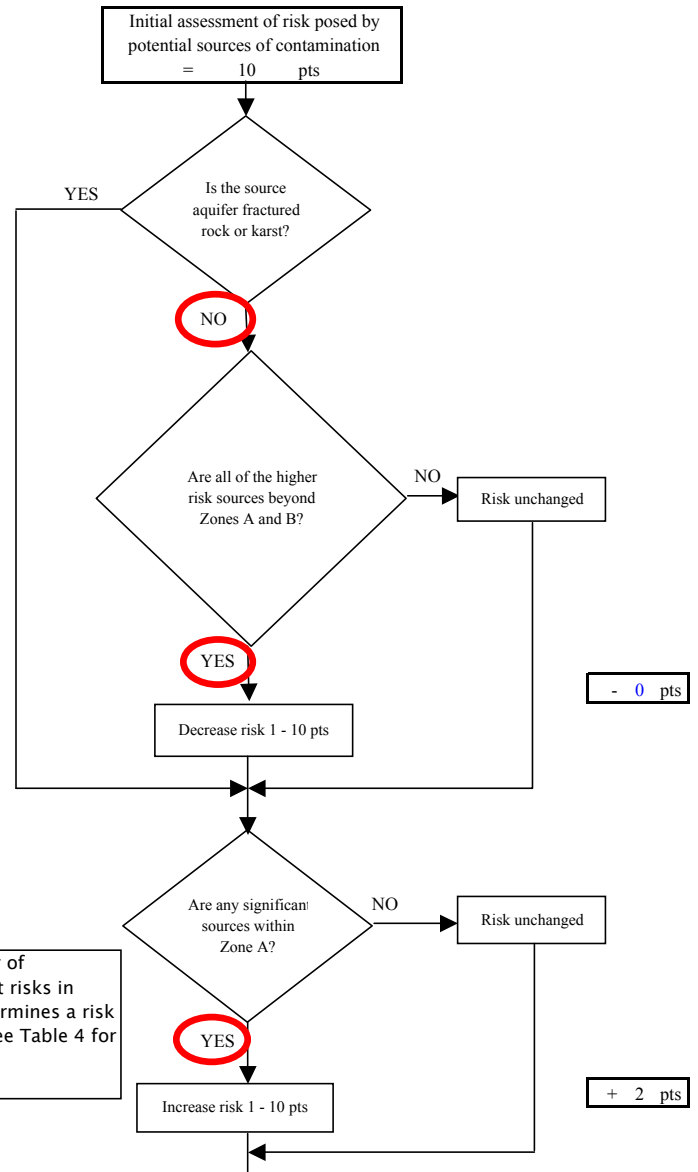 Initial assessment of risk posed by
potential sources of contamination
= 10 pts
YES
Is the source
aquifer fractured
rock or karst?
NO
Are all of the higher
risk sources beyond
Zones A and B?
NO
Risk unchanged
YES
- 0 pts
Decrease risk 1 - 10 pts
Are any significant
sources within
Zone A?
NO
Risk unchanged
of
t risks in
rmines a risk
ee Table 4 for
YES
Increase risk 1 - 10 pts
+ 2 pts